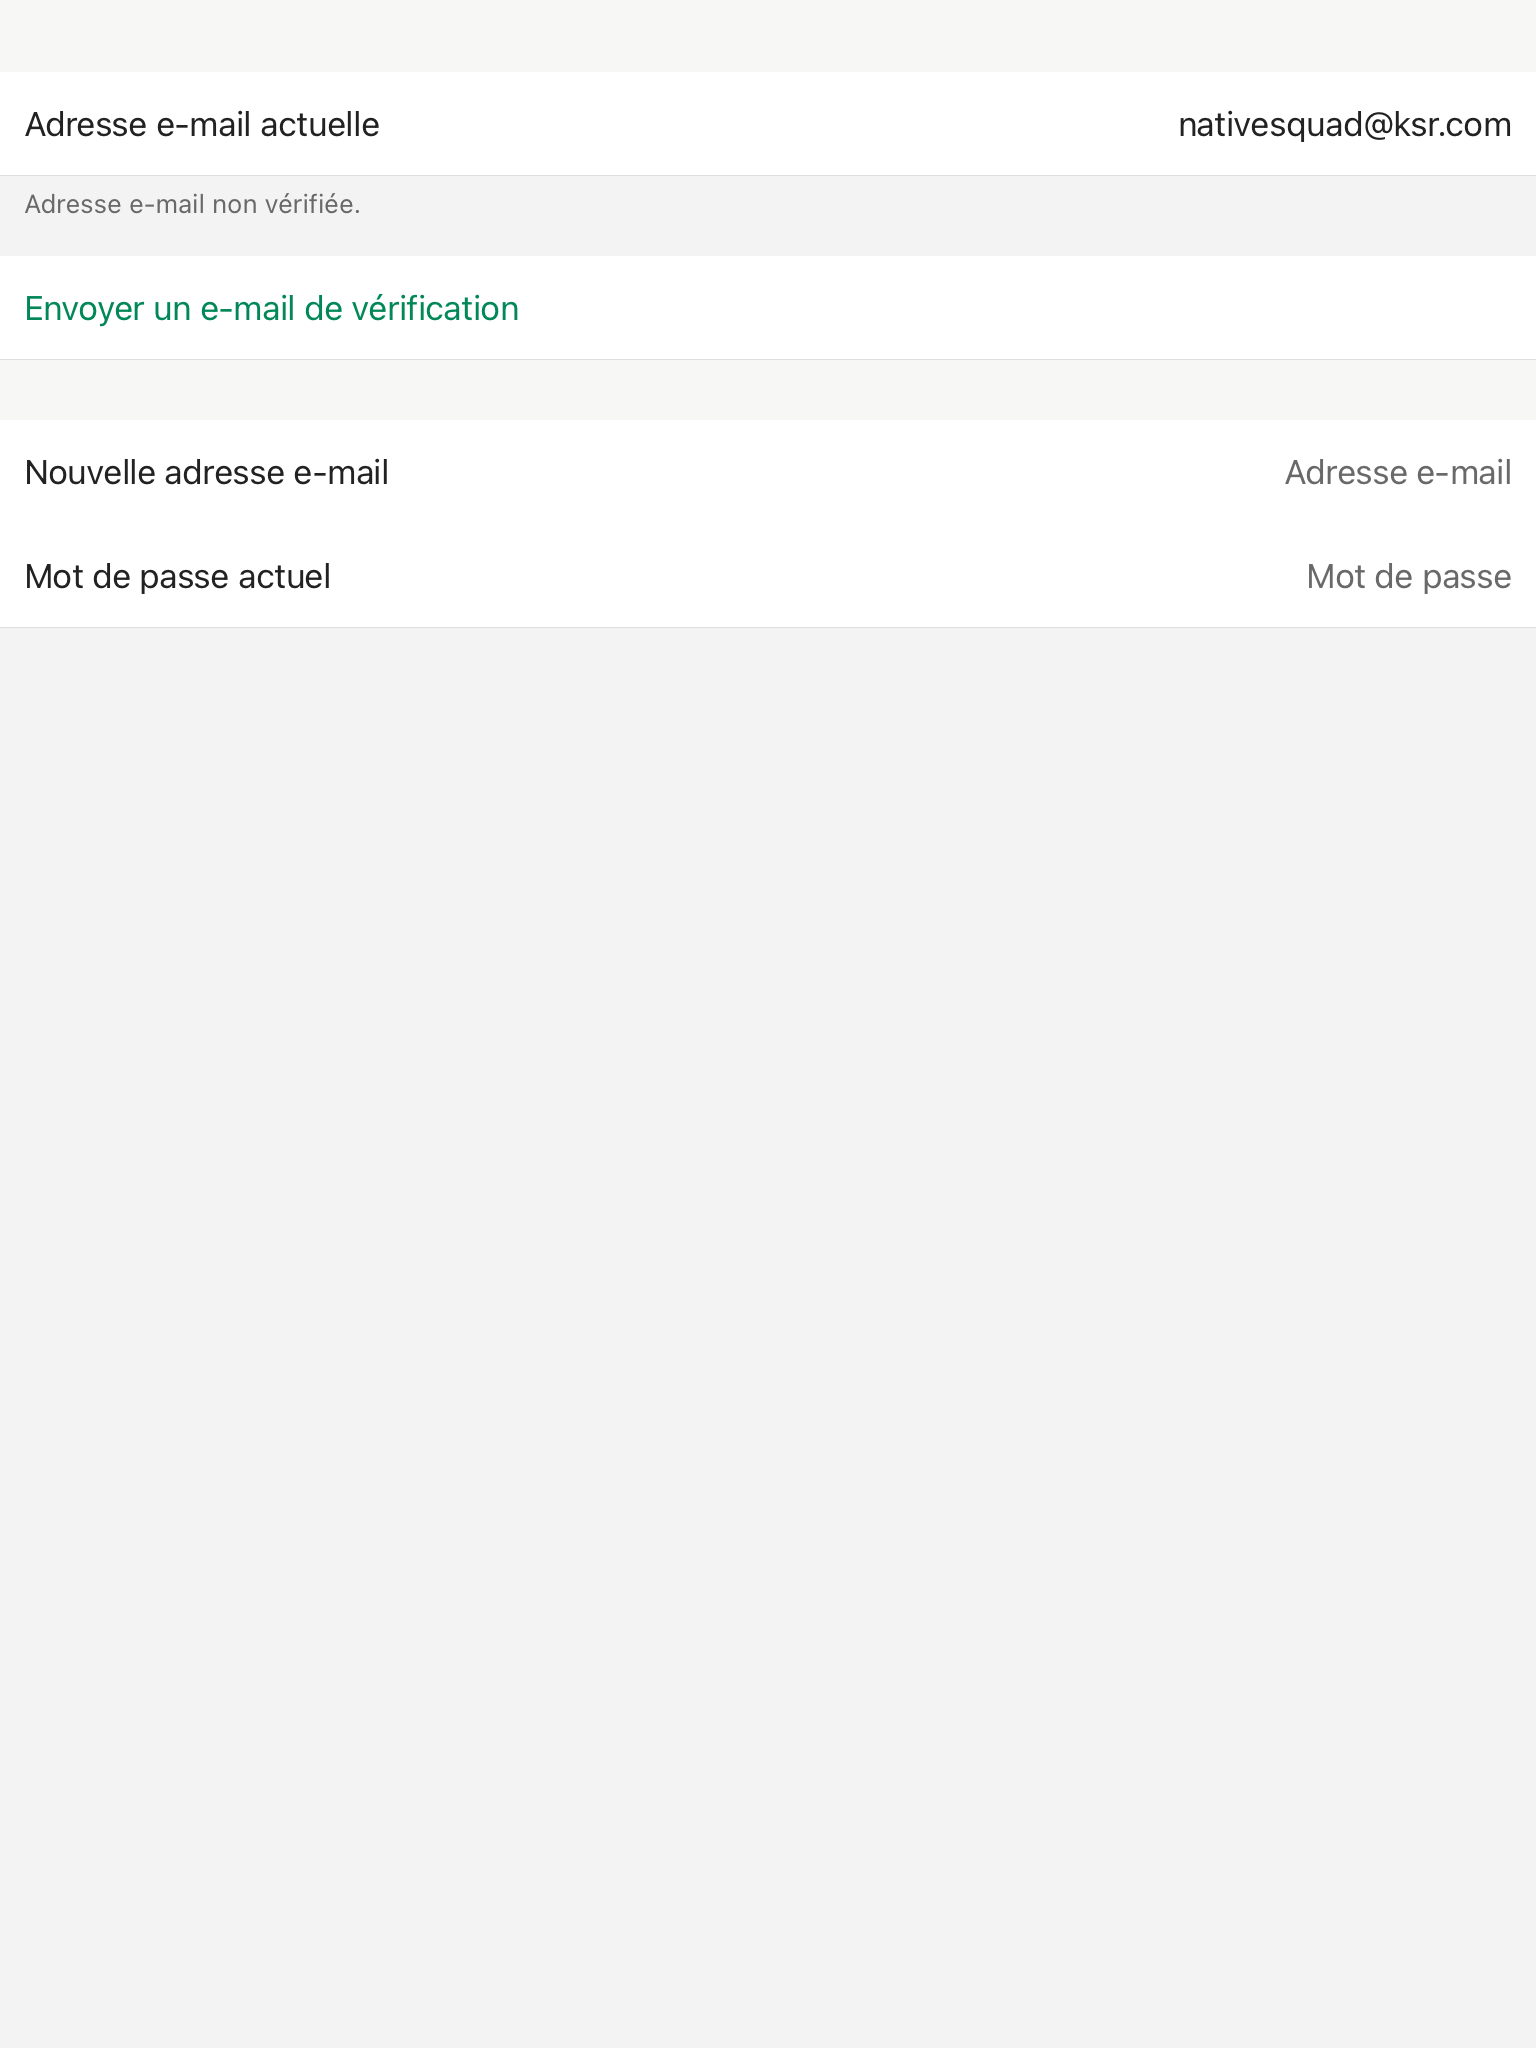 Adresse e-mail actuelle nativesquad@ksr.com
Adresse e-mail non vérifiée.
Envoyer un e-mail de vérification
Nouvelle adresse e-mail Adresse e-mail
Mot de passe actuel Mot de passe